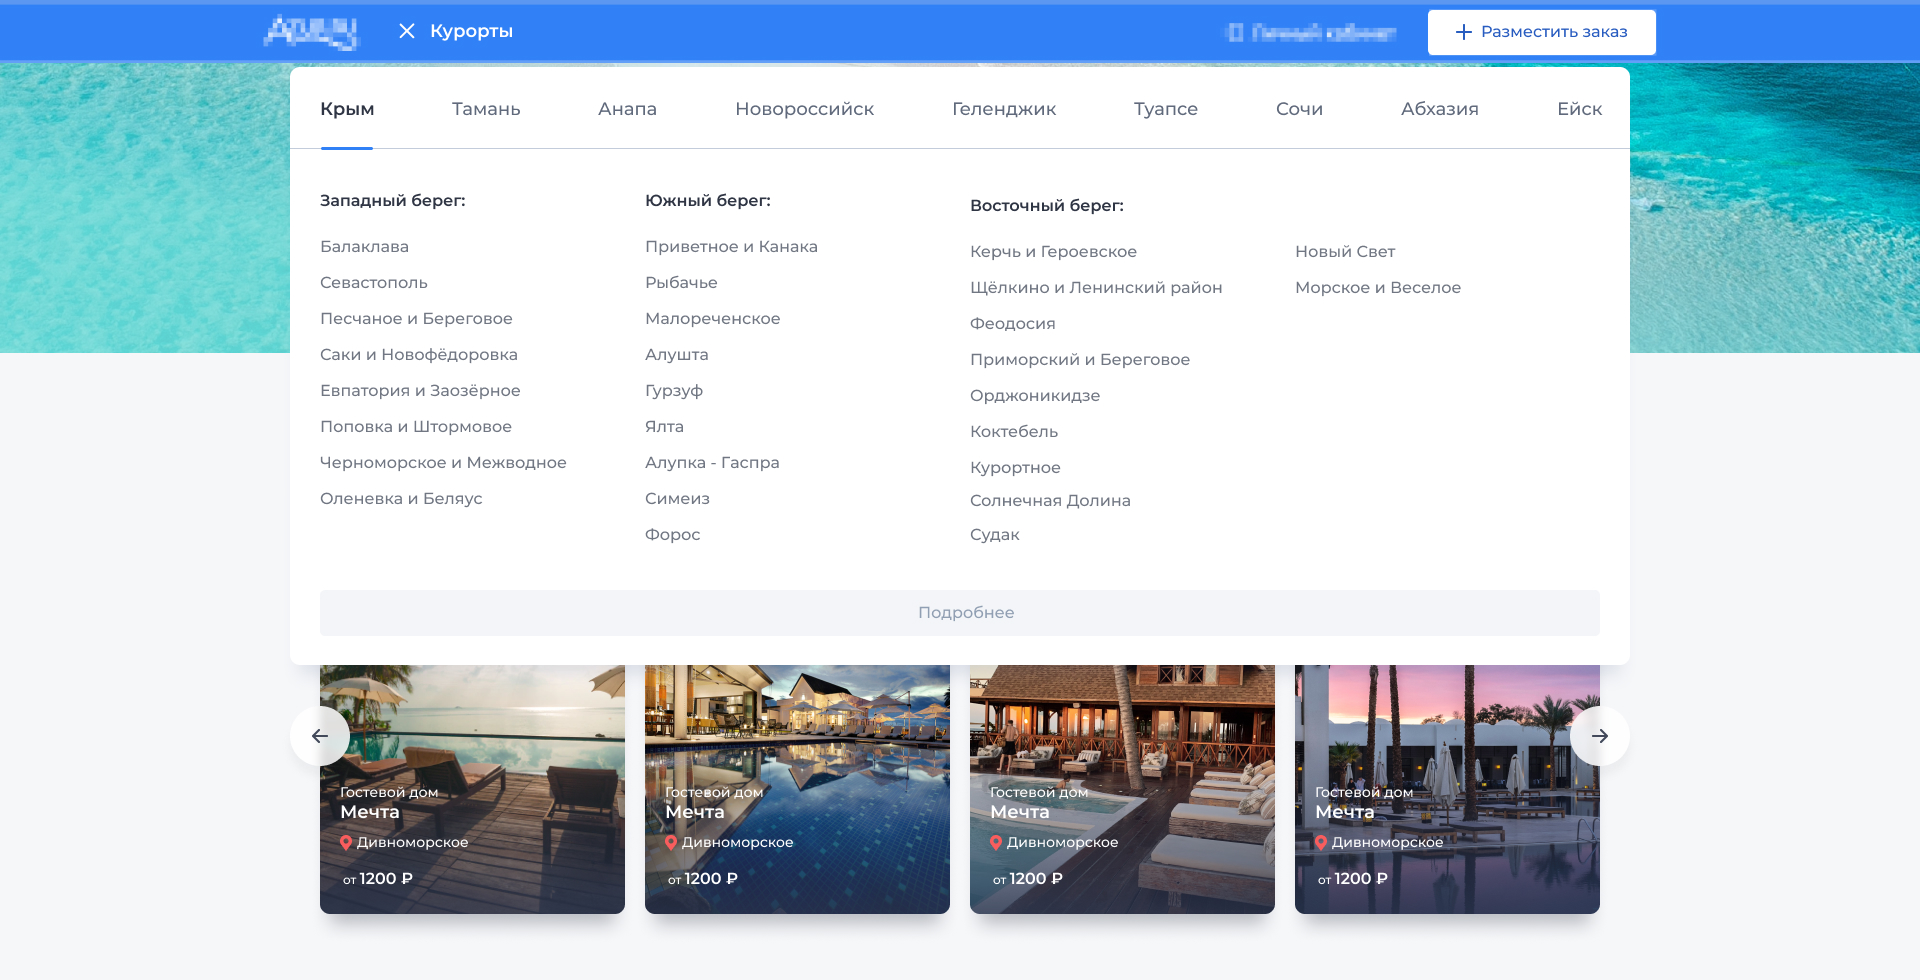 Курорты
Разместить заказ
Крым
Тамань
Анапа
Новороссийск
Геленджик
Туапсе
Сочи
Абхазия
Ейск
Западный берег:
Балаклава
Севастополь
Песчаное и Береговое
Саки и Новофёдоровка
Евпатория и Заозёрное
Поповка и Штормовое
Черноморское и Межводное
Оленевка и Беляус
Южный берег:
Приветное и Канака
Рыбачье
Малореченское
Алушта
Гурзуф
Ялта
Алупка - Гаспра
Симеиз
Форос
Восточный берег:
Керчь и Героевское
Щёлкино и Ленинский район
Феодосия
Приморский и Береговое
Орджоникидзе
Коктебель
Курортное
Солнечная Долина
Судак
Новый Свет
Морское и Веселое
Подробнее
Гостевой дом
Мечта
Дивноморское
от 1200 ₽
Гостевой дом
Мечта
Дивноморское
от 1200 ₽
Гостевой дом
Мечта
Дивноморское
от 1200 ₽
Гостевой дом
Мечта
Дивноморское
от 1200 ₽